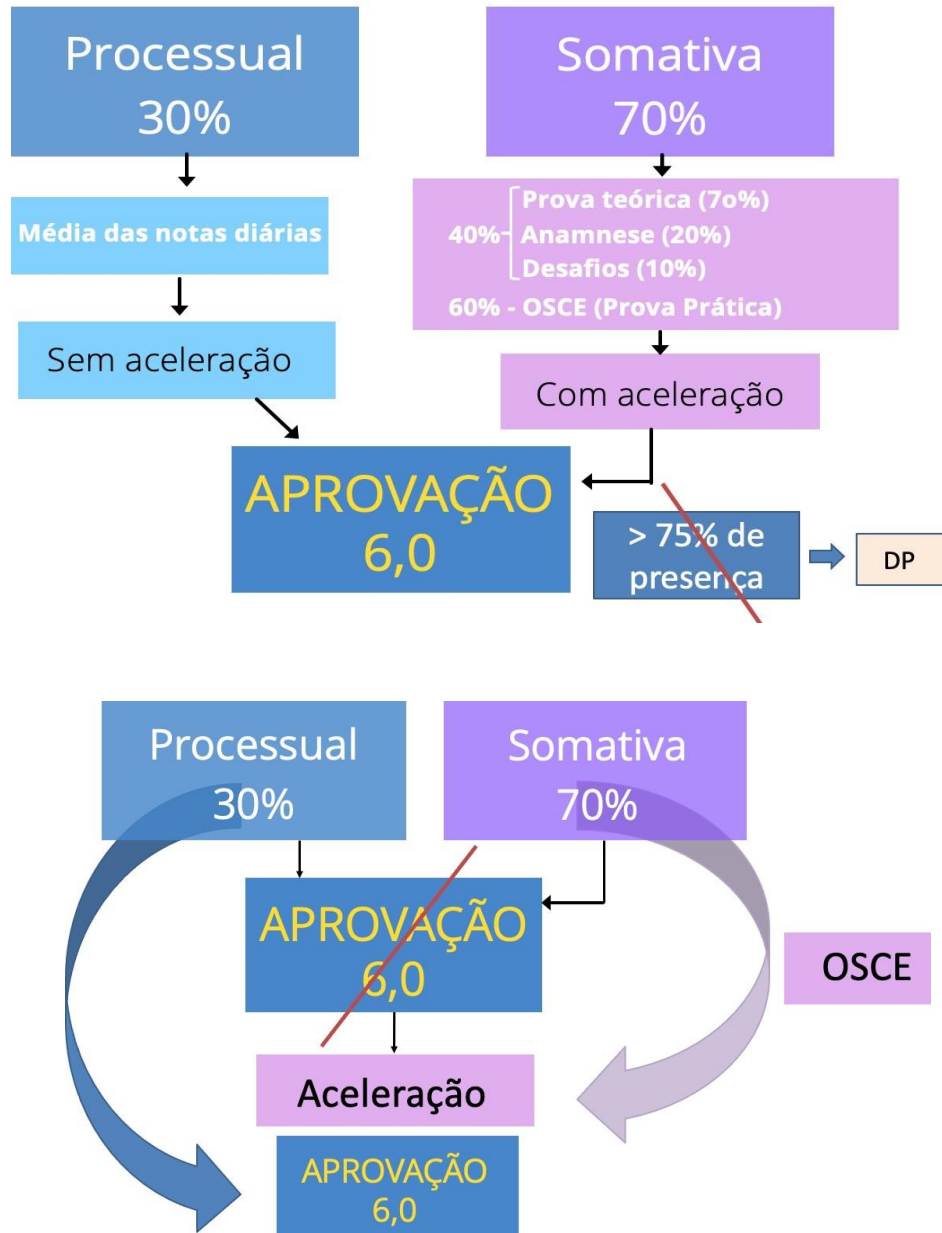 Processual
30%
Somativa
70%
Média das notas diárias
Sem aceleração
Prova teórica (7o%)
40%
Anamnese (20%)
Desafios (10%)
60% - OSCE (Prova Prática)
Com aceleração
APROVAÇÃO
6,0
> 75% de
presença
DP
Processual
30%
Somativa
70%
APROVAÇÃO
6,0
OSCE
Aceleração
APROVAÇÃO
6,0